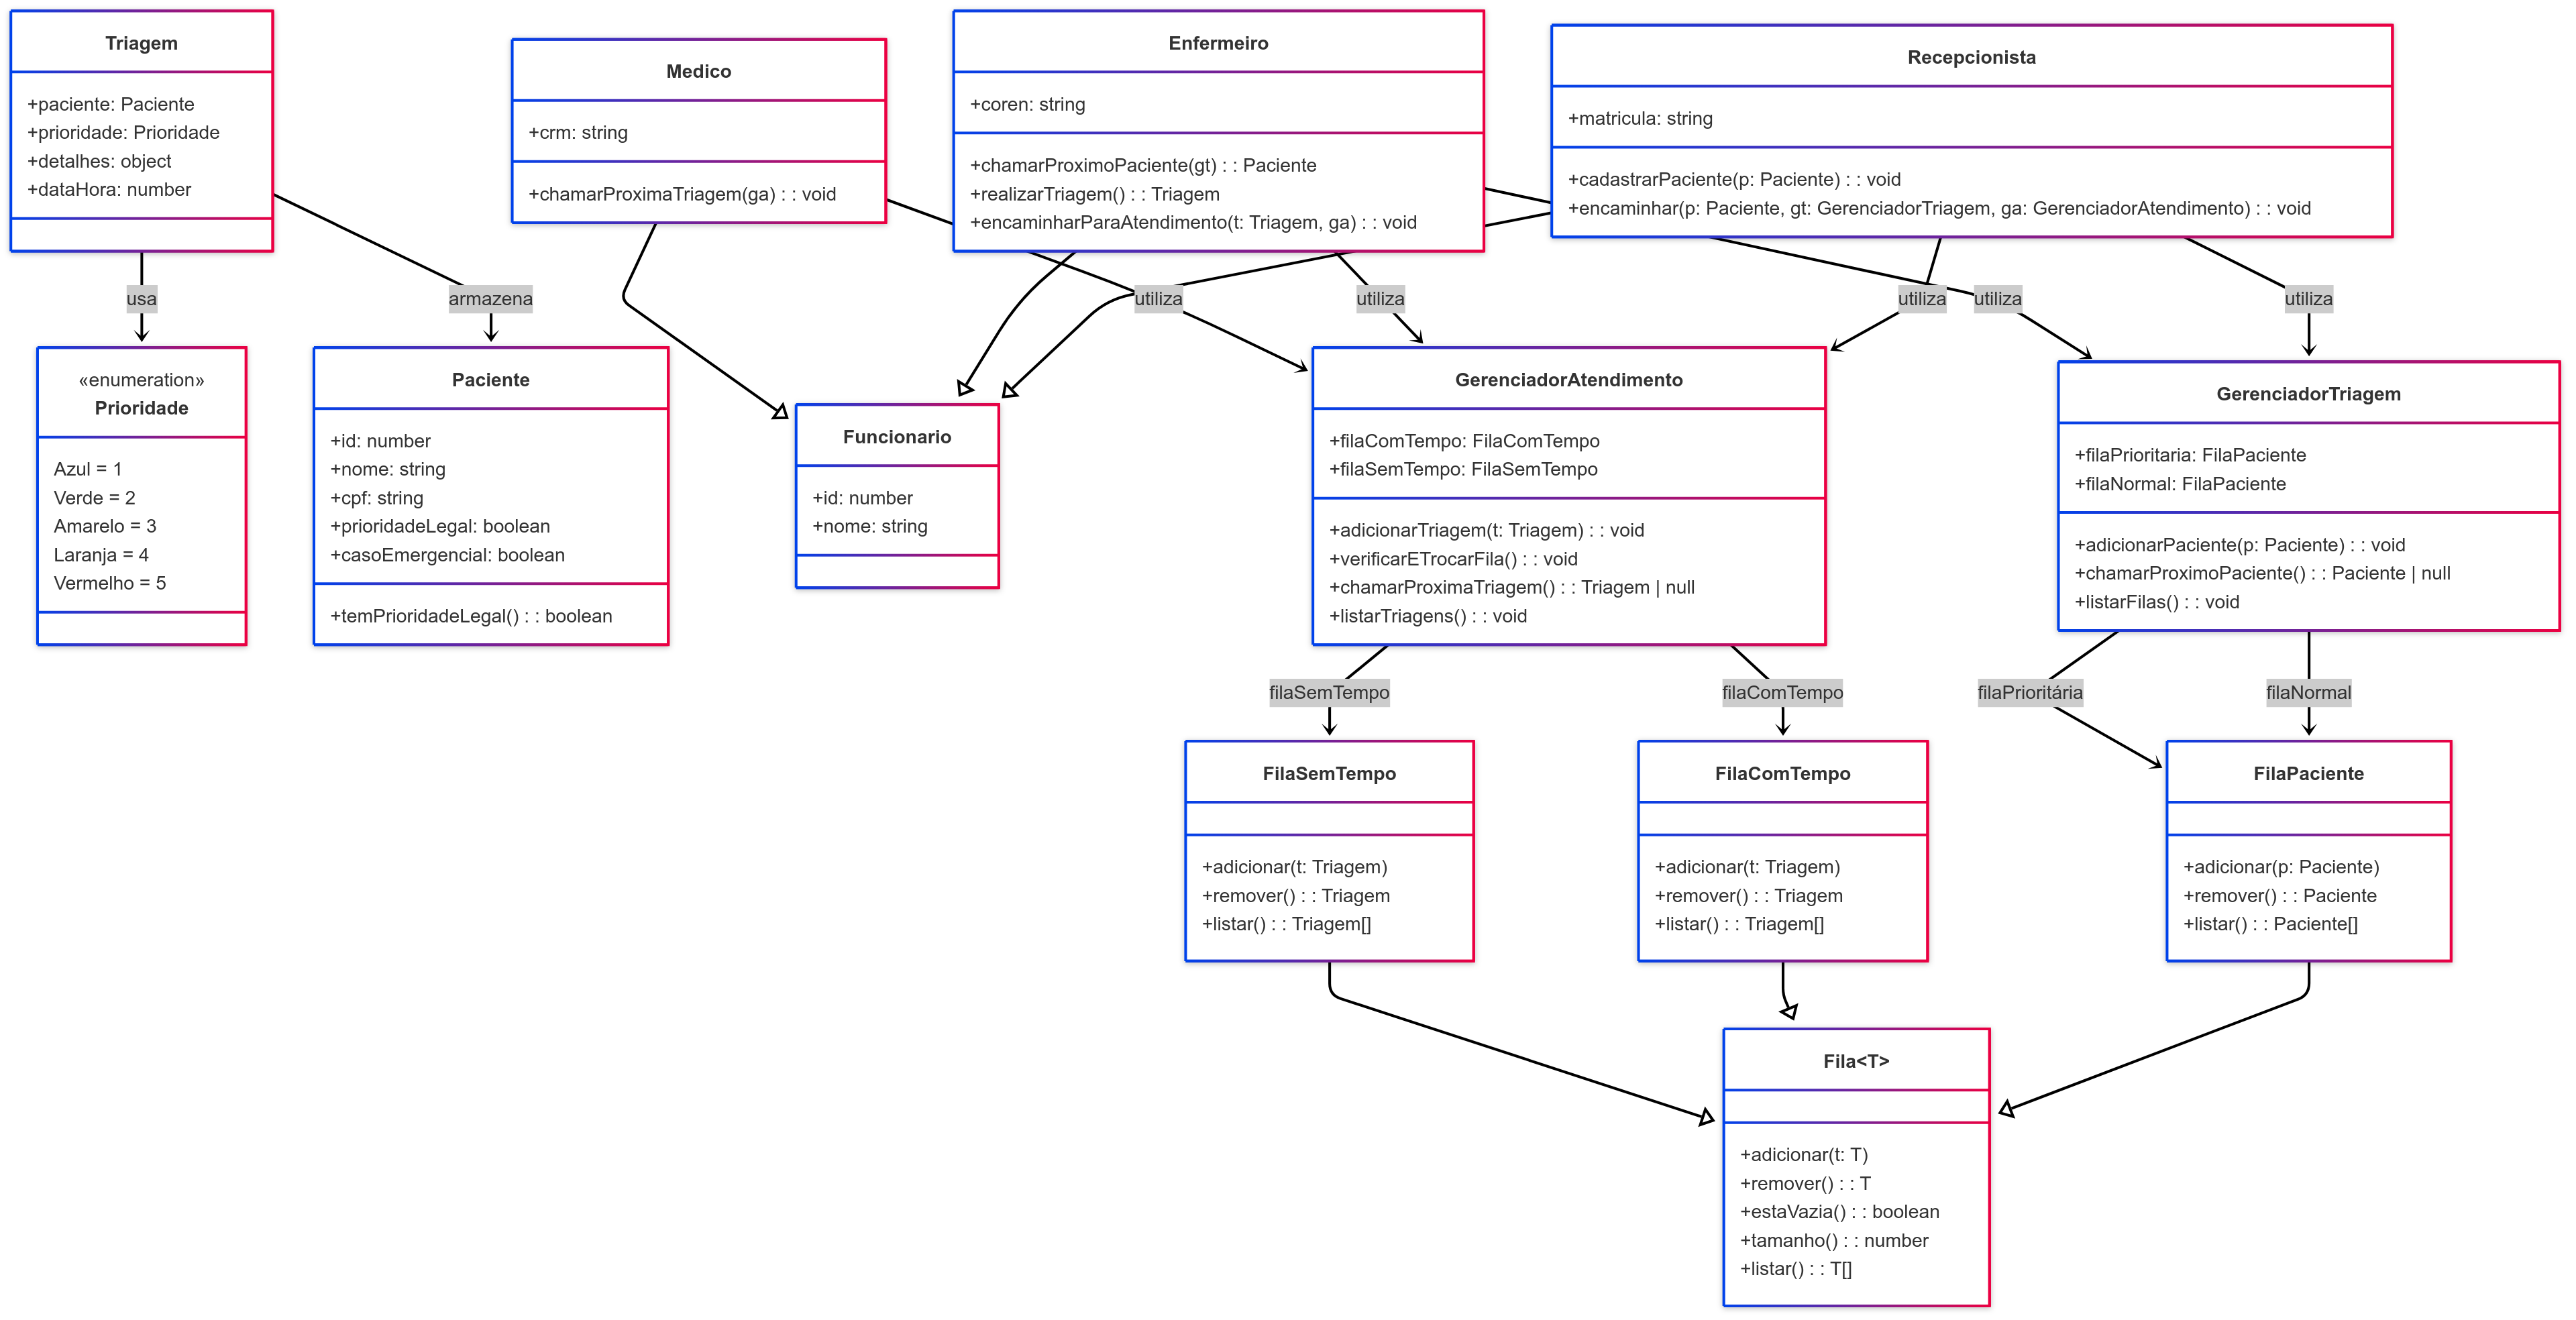 Triagem
+paciente: Paciente
+prioridade: Prioridade
+detalhes: object
+dataHora: number
Medico
+crm: string
+chamarProximaTriagem(ga) : : void
Enfermeiro
+coren: string
+chamarProximoPaciente(gt) : : Paciente
+realizarTriagem() : : Triagem
+encaminharParaAtendimento(t: Triagem, ga) : : void
Recepcionista
+matricula: string
+cadastrarPaciente(p: Paciente) : : void
+encaminhar(p: Paciente, gt: GerenciadorTriagem, ga: GerenciadorAtendimento) : : void
usa
armazena
utiliza
utiliza
utiliza
utiliza
utiliza
«enumeration»
Prioridade
Azul = 1
Verde = 2
Amarelo = 3
Laranja = 4
Vermelho = 5
Paciente
+id: number
+nome: string
+cpf: string
+prioridadeLegal: boolean
+casoEmergencial: boolean
+temPrioridadeLegal() : : boolean
Funcionario
+id: number
+nome: string
GerenciadorAtendimento
+filaComTempo: FilaComTempo
+filaSemTempo: FilaSemTempo
+adicionarTriagem(t: Triagem) : : void
+verificarETrocarFila() : : void
+chamarProximaTriagem() : : Triagem | null
+listarTriagens() : : void
GerenciadorTriagem
+filaPrioritaria: FilaPaciente
+filaNormal: FilaPaciente
+adicionarPaciente(p: Paciente) : : void
+chamarProximoPaciente() : : Paciente | null
+listarFilas() : : void
filaSemTempo
filaComTempo
filaPrioritária
filaNormal
FilaSemTempo
+adicionar(t: Triagem)
+remover() : : Triagem
+listar() : : Triagem[]
FilaComTempo
+adicionar(t: Triagem)
+remover() : : Triagem
+listar() : : Triagem[]
FilaPaciente
+adicionar(p: Paciente)
+remover() : : Paciente
+listar() : : Paciente[]
Fila<T>
+adicionar(t: T)
+remover() : : T
+estaVazia() : : boolean
+tamanho() : : number
+listar() : : T[]